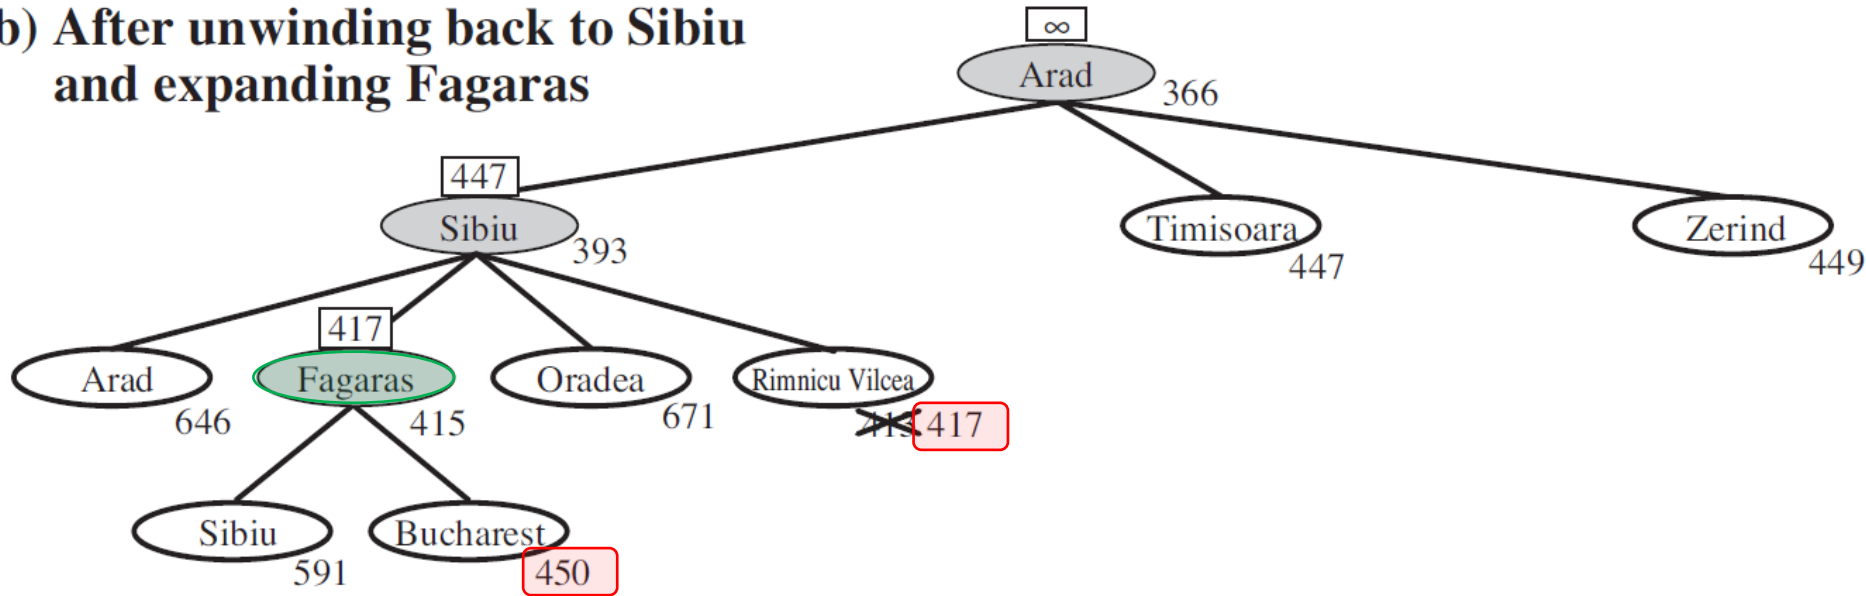 b) After unwinding back to Sibiu
and expanding Fagaras
∞
Arad
366
447
Sibiu
393
Timisoara
447
Zerind
449
417
Arad
646
Fagaras
415
Oradea
671
Rimnicu Vilcea
413 417
Sibiu
591
Bucharest
450